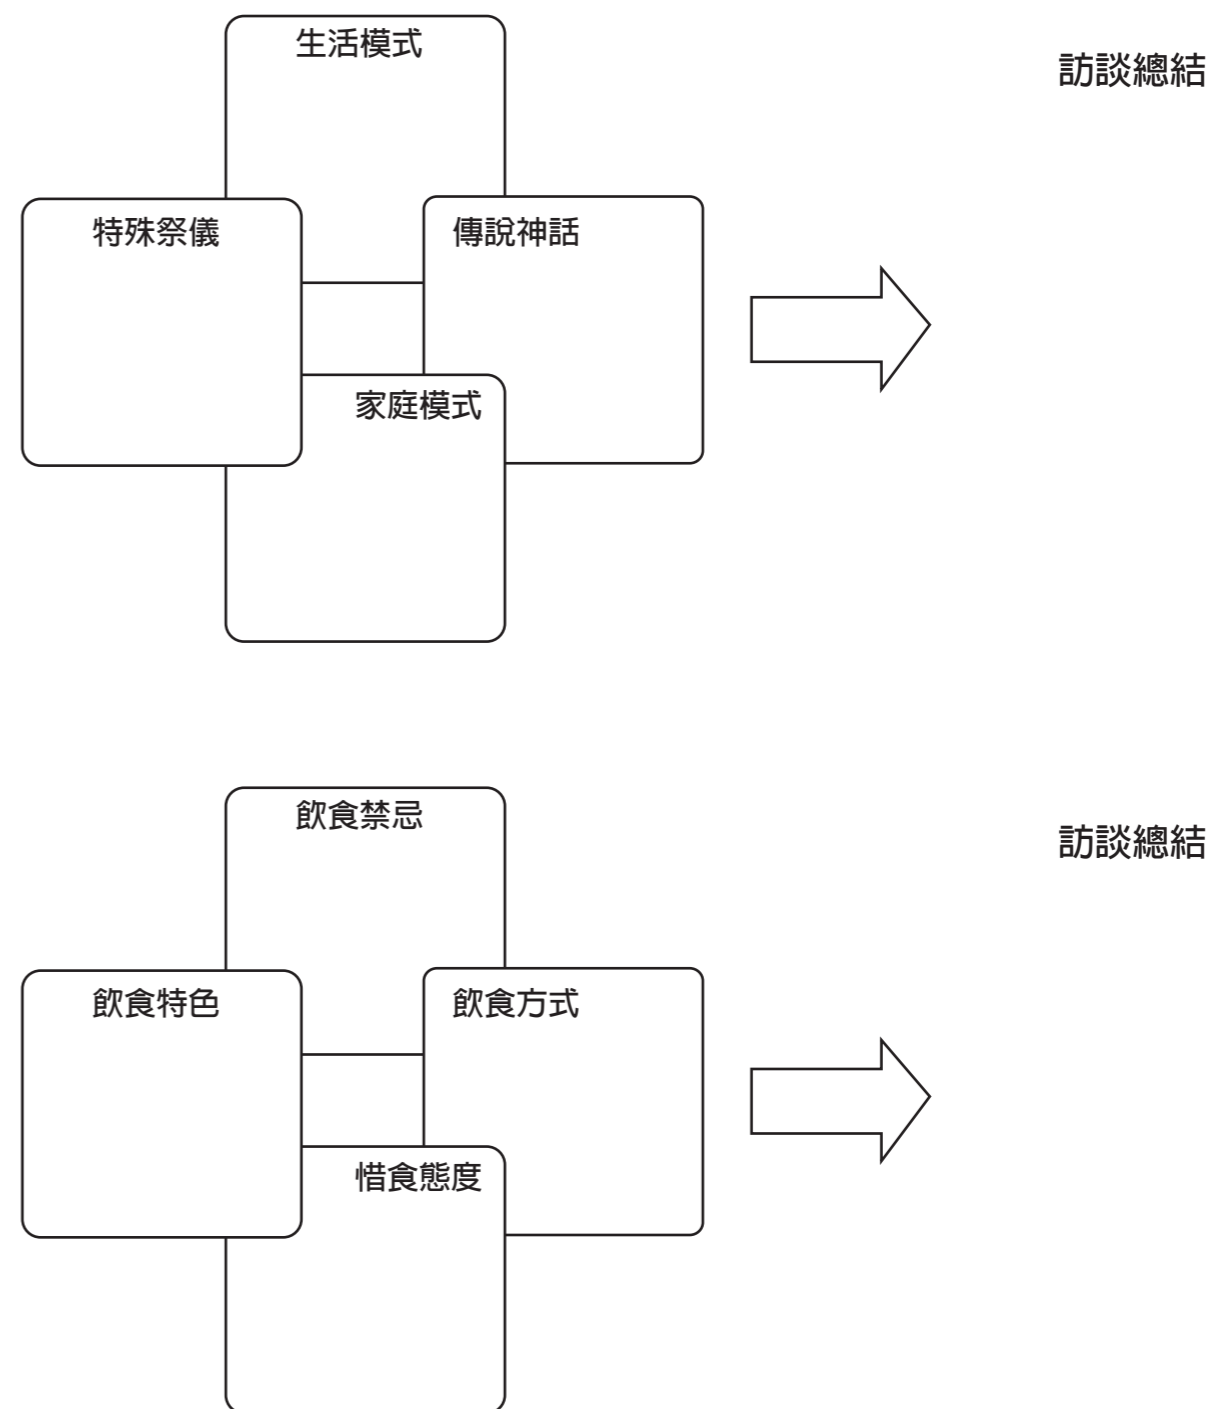 生活模式
訪談總結
特殊祭儀
傳說神話
家庭模式
飲食禁忌
訪談總結
飲食特色
飲食方式
惜食態度